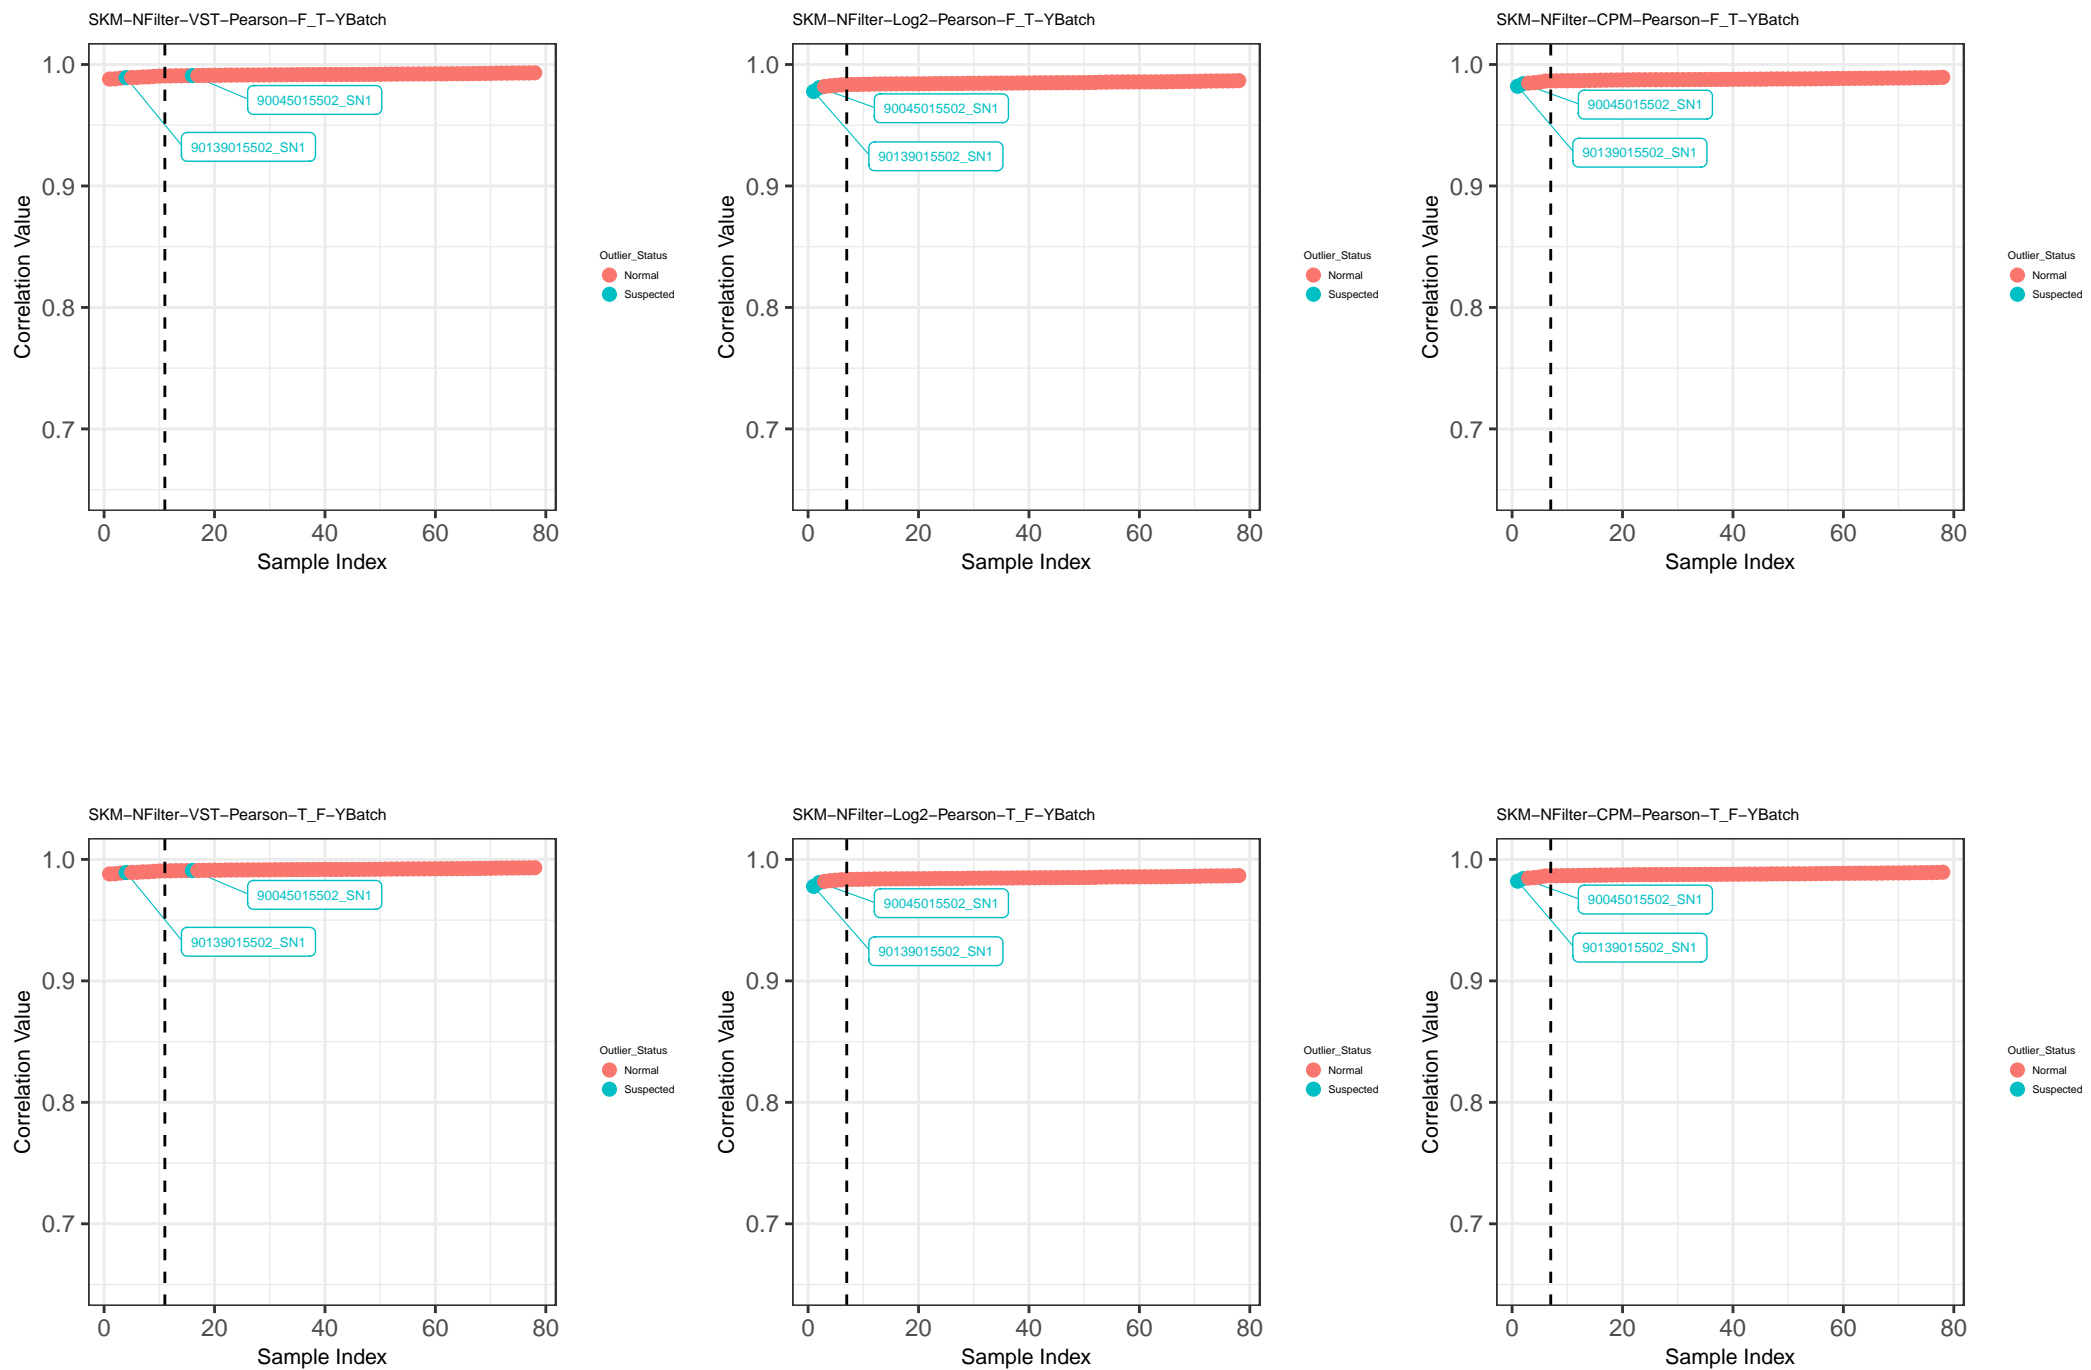 SKM−NFilter−VST−Pearson−F_T−YBatch
1.0
0.9
0.8
0.7
Correlation Value
90045015502_SN1
90139015502_SN1
0 20 40 60 80
Sample Index
Outlier_Status
Normal
Suspected
SKM−NFilter−Log2−Pearson−F_T−YBatch
1.0
0.9
0.8
0.7
Correlation Value
90045015502_SN1
90139015502_SN1
0 20 40 60 80
Sample Index
Outlier_Status
Normal
Suspected
SKM−NFilter−CPM−Pearson−F_T−YBatch
1.0
0.9
0.8
0.7
Correlation Value
90045015502_SN1
90139015502_SN1
0 20 40 60 80
Sample Index
Outlier_Status
Normal
Suspected
SKM−NFilter−VST−Pearson−T_F−YBatch
1.0
0.9
0.8
0.7
Correlation Value
90045015502_SN1
90139015502_SN1
0 20 40 60 80
Sample Index
Outlier_Status
Normal
Suspected
SKM−NFilter−Log2−Pearson−T_F−YBatch
1.0
0.9
0.8
0.7
Correlation Value
90045015502_SN1
90139015502_SN1
0 20 40 60 80
Sample Index
Outlier_Status
Normal
Suspected
SKM−NFilter−CPM−Pearson−T_F−YBatch
1.0
0.9
0.8
0.7
Correlation Value
90045015502_SN1
90139015502_SN1
0 20 40 60 80
Sample Index
Outlier_Status
Normal
Suspected